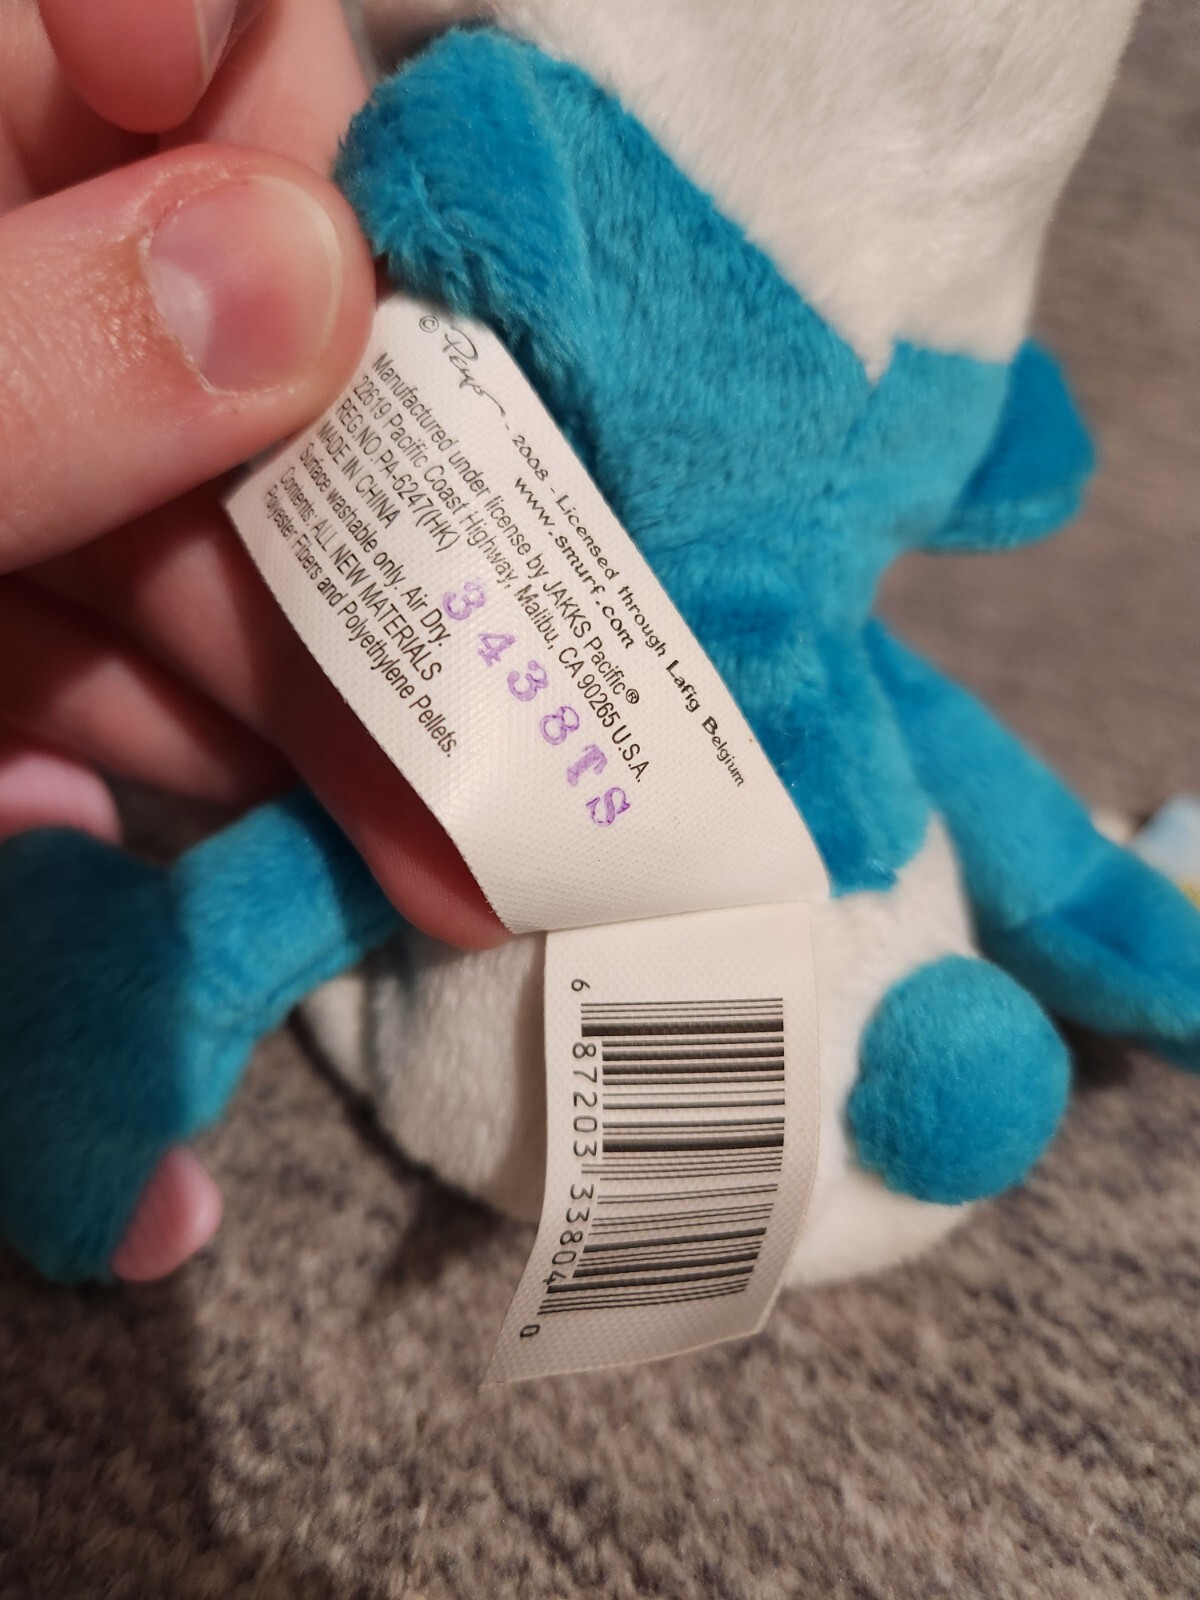 © Peyo - 2008 - Licensed through Lafig Belgium
www.smurf.com
Manufactured under license by JAKKS Pacific®
22619 Pacific Coast Highway, Malibu, CA 90265 U.S.A.
REG.NO.PA-6247(HK)
MADE IN CHINA
Surface washable only. Air Dry.
Contents: ALL NEW MATERIALS
Polyester Fibers and Polyethylene Pellets.
3438TS
6 87203 33804 0